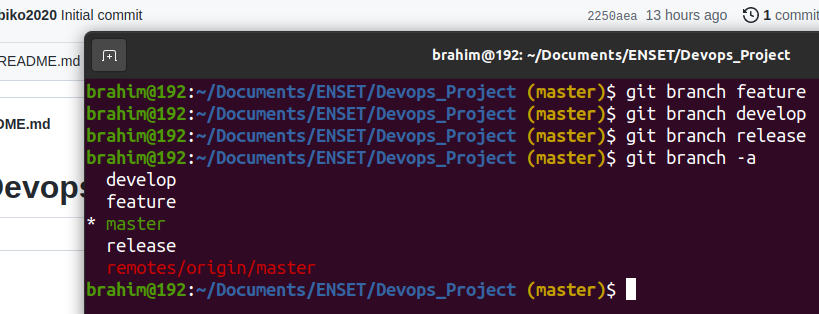 biko2020 Initial commit 2250aea 13 hours ago 1 commit
README.md
brahim@192: ~/Documents/ENSET/Devops_Project
brahim@192:~/Documents/ENSET/Devops_Project (master)$ git branch feature
brahim@192:~/Documents/ENSET/Devops_Project (master)$ git branch develop
OME.md
brahim@192:~/Documents/ENSET/Devops_Project (master)$ git branch release
brahim@192:~/Documents/ENSET/Devops_Project (master)$ git branch -a
develop
Devops
feature
* master
release
remotes/origin/master
brahim@192:~/Documents/ENSET/Devops_Project (master)$